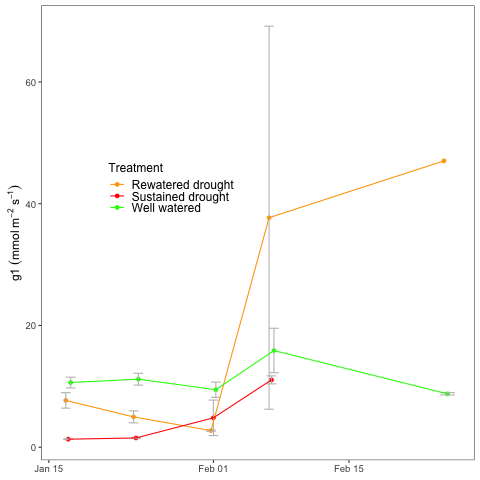 60
40
20
0
g1 (mmol m⁻² s⁻¹)
Treatment
Rewatered drought
Sustained drought
Well watered
Jan 15 Feb 01 Feb 15